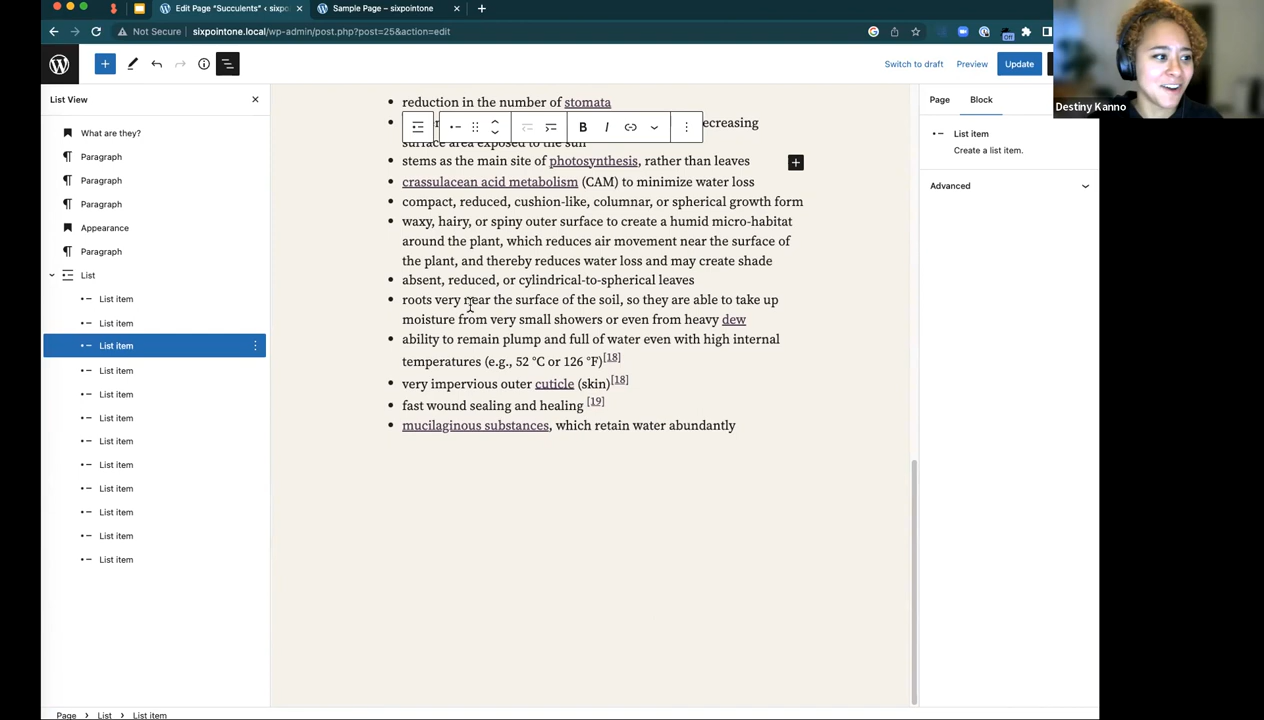 Edit Page "Succulents" ‹ sixpo
Sample Page – sixpointone
Not Secure
sixpointone.local/wp-admin/post.php?post=25&action=edit
Off
Switch to draft
Preview
Update
Destiny Kanno
List View
What are they?
Paragraph
Paragraph
Paragraph
Appearance
Paragraph
List
List item
List item
List item
List item
List item
List item
List item
List item
List item
List item
List item
List item
reduction in the number of stomata
ecreasing
surface area exposed to the sun
stems as the main site of photosynthesis, rather than leaves
crassulacean acid metabolism (CAM) to minimize water loss
compact, reduced, cushion-like, columnar, or spherical growth form
waxy, hairy, or spiny outer surface to create a humid micro-habitat
around the plant, which reduces air movement near the surface of
the plant, and thereby reduces water loss and may create shade
absent, reduced, or cylindrical-to-spherical leaves
roots very near the surface of the soil, so they are able to take up
moisture from very small showers or even from heavy dew
ability to remain plump and full of water even with high internal
temperatures (e.g., 52 °C or 126 °F)[18]
very impervious outer cuticle (skin)[18]
fast wound sealing and healing [19]
mucilaginous substances, which retain water abundantly
B I
Page
Block
List item
Create a list item.
Advanced
Page > List > List item